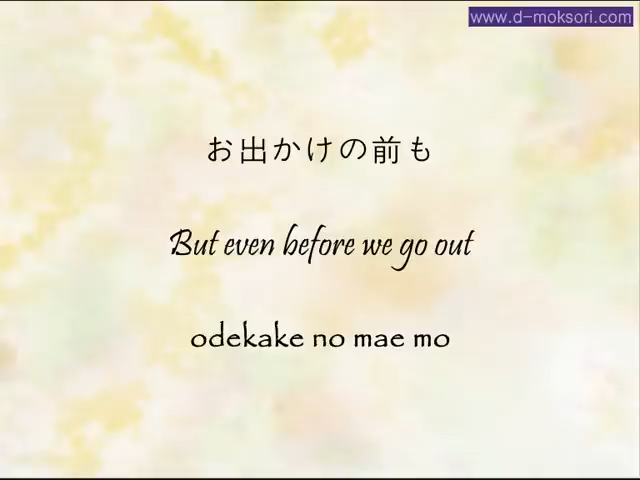 www.d-moksori.com
お出かけの前も
But even before we go out
odekake no mae mo